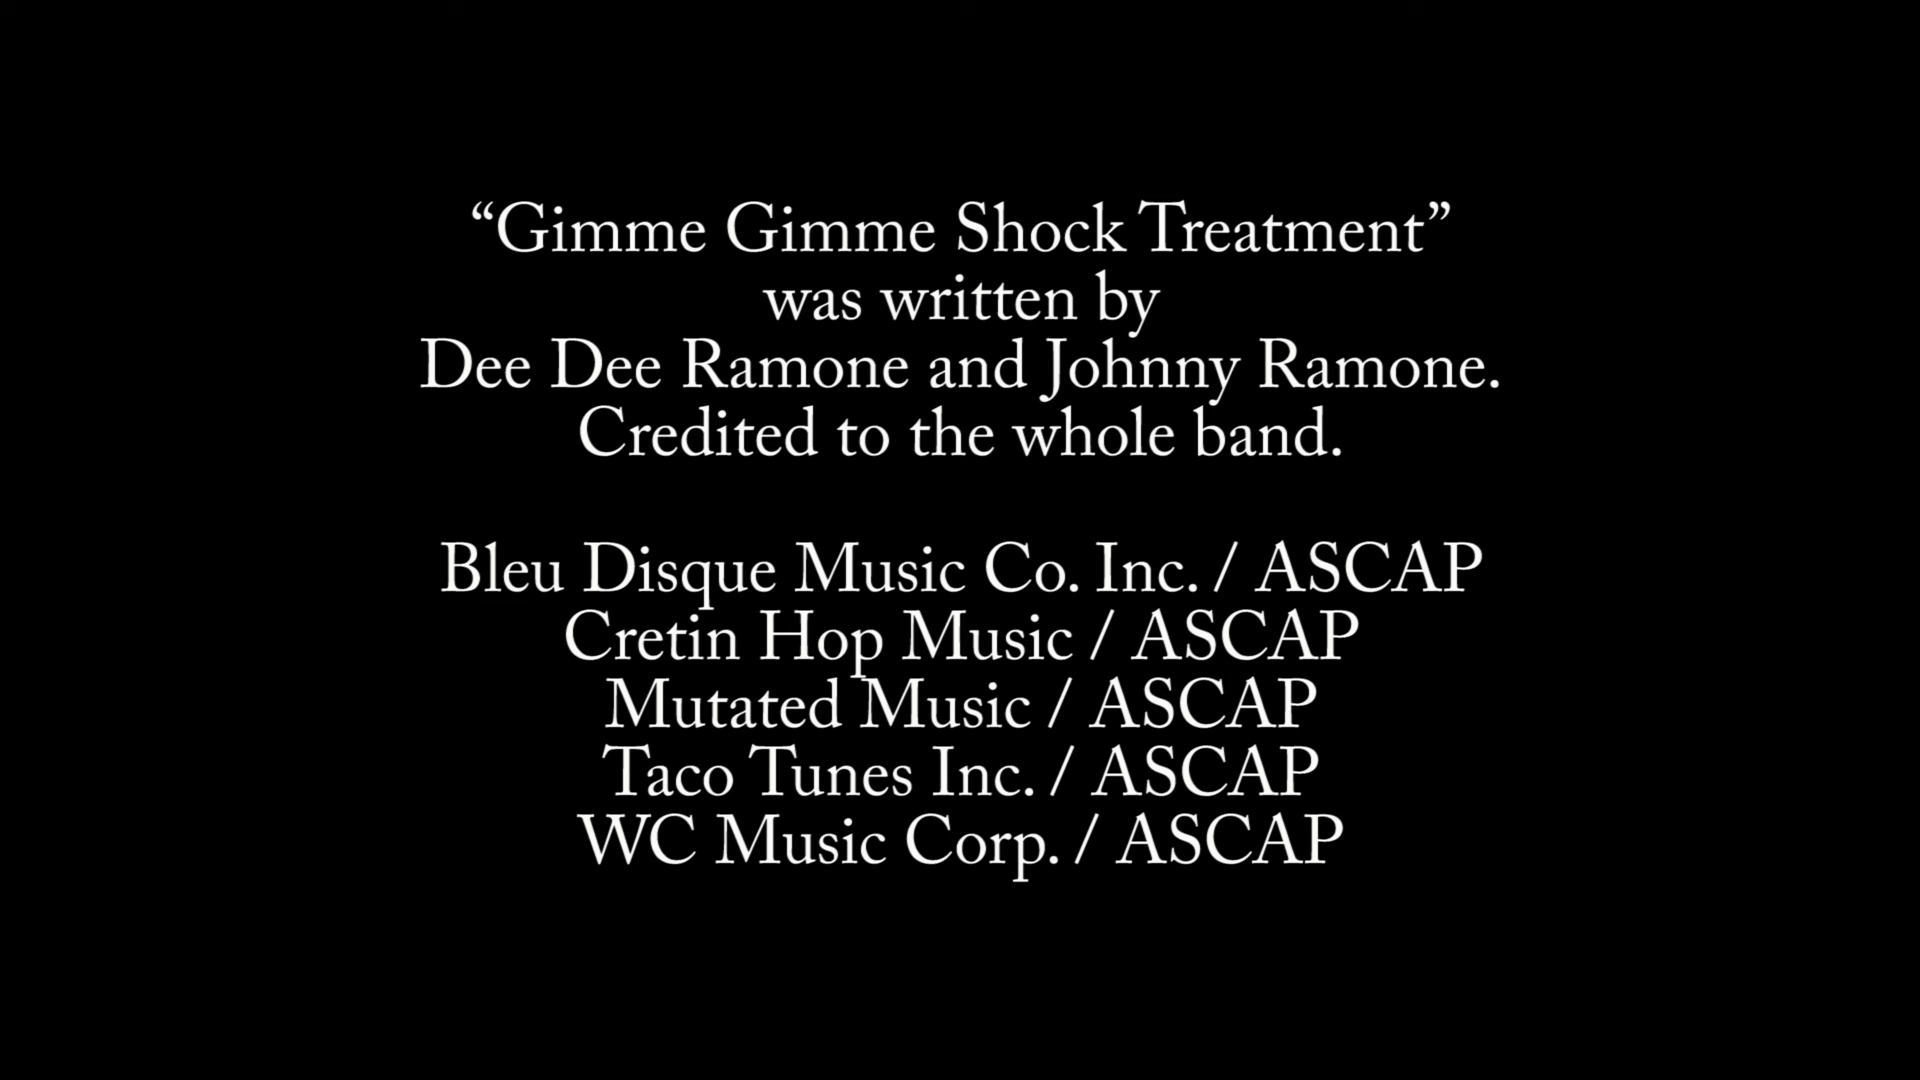 “Gimme Gimme Shock Treatment”
was written by
Dee Dee Ramone and Johnny Ramone.
Credited to the whole band.
Bleu Disque Music Co. Inc. / ASCAP
Cretin Hop Music / ASCAP
Mutated Music / ASCAP
Taco Tunes Inc. / ASCAP
WC Music Corp. / ASCAP